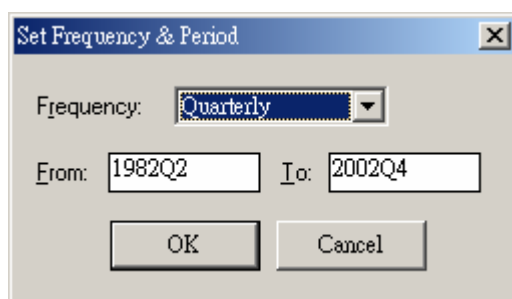 Set Frequency & Period
Frequency: Quarterly
From: 1982Q2 To: 2002Q4
OK Cancel